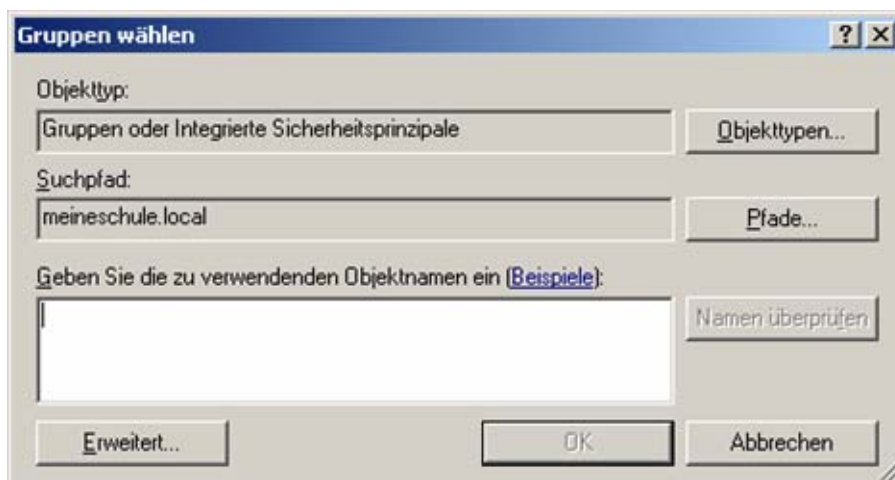 Gruppen wählen
Objekttyp:
Gruppen oder Integrierte Sicherheitsprinzipale
Objekttypen...
Suchpfad:
meineschule.local
Pfade...
Geben Sie die zu verwendenden Objektnamen ein (Beispiele):
Namen überprüfen
Erweitert...
OK
Abbrechen